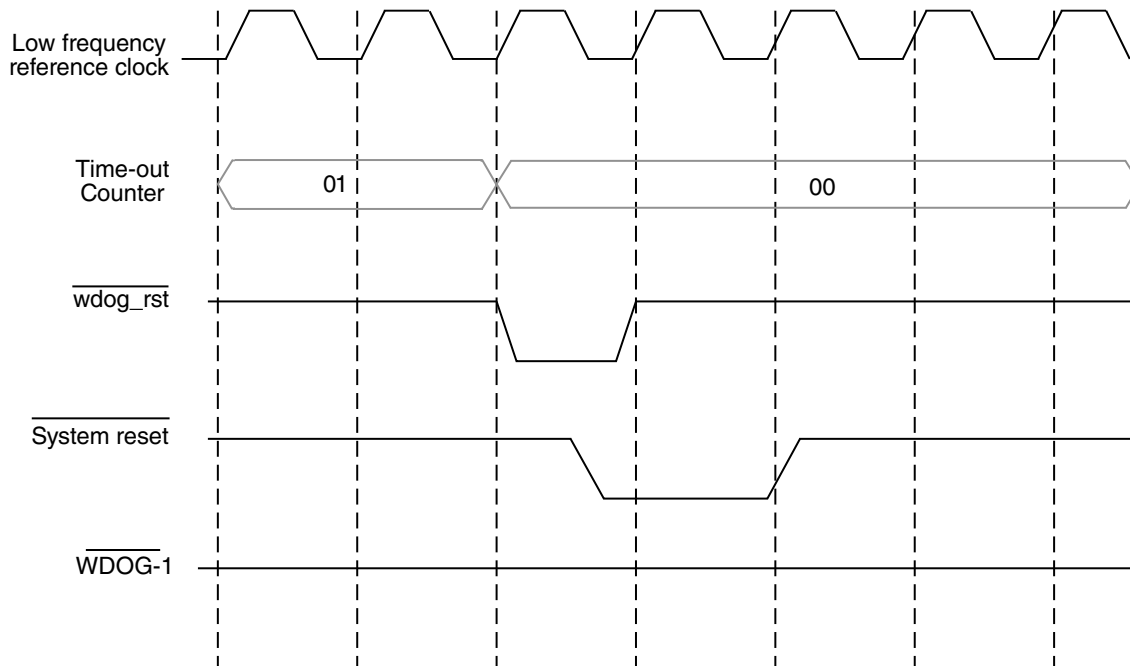 Low frequency
reference clock
Time-out
Counter
01
00
wdog_rst
System reset
WDOG-1